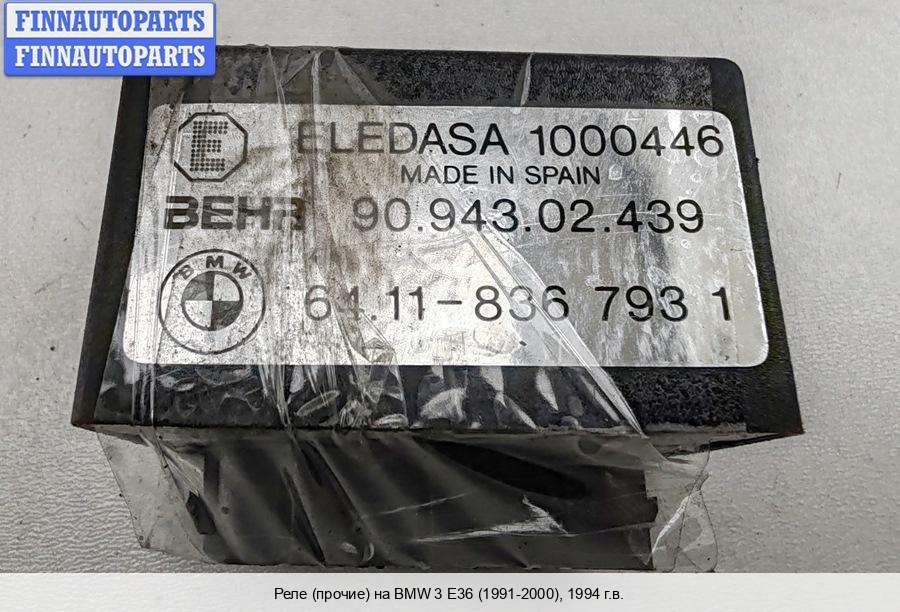 FINNAUTOPARTS
FINNAUTOPARTS
E ELEDASA 1000446
MADE IN SPAIN
BEHR 90.943.02.439
BMW 64.11-836 793 1
Реле (прочие) на BMW 3 E36 (1991-2000), 1994 г.в.